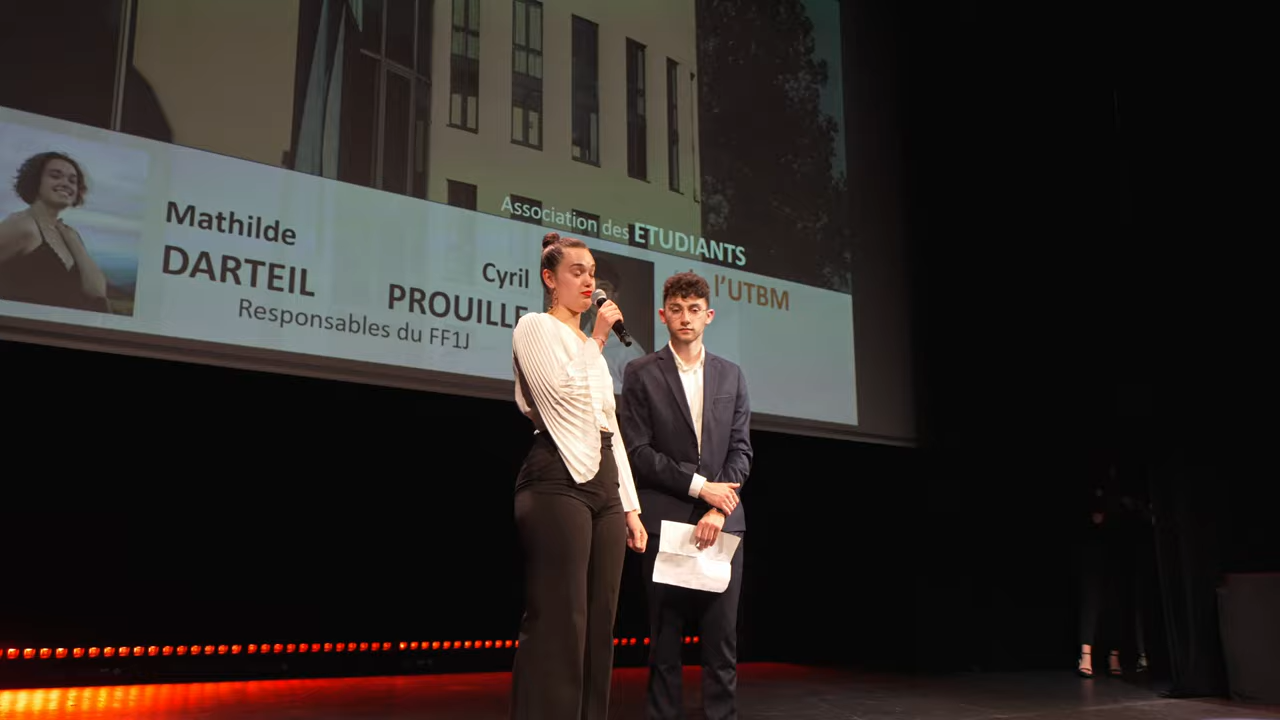 Mathilde
DARTEIL
Cyril
PROUILLE
Responsables du FF1J
Association des ETUDIANTS
l'UTBM